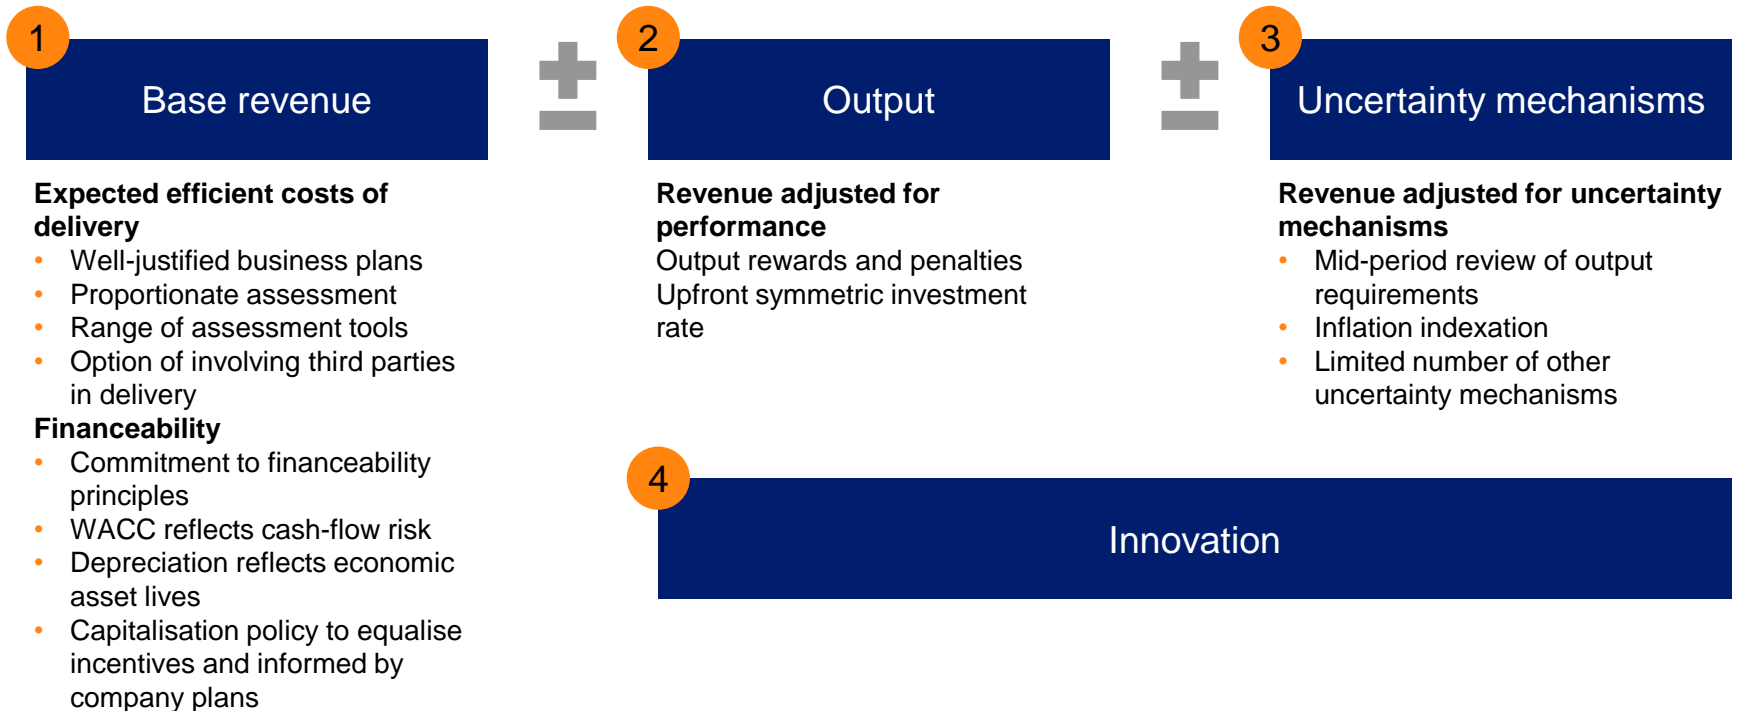 1
Base revenue
Expected efficient costs of
delivery
• Well-justified business plans
• Proportionate assessment
• Range of assessment tools
• Option of involving third parties
in delivery
Financeability
• Commitment to financeability
principles
• WACC reflects cash-flow risk
• Depreciation reflects economic
asset lives
• Capitalisation policy to equalise
incentives and informed by
company plans
±
2
Output
Revenue adjusted for
performance
Output rewards and penalties
Upfront symmetric investment
rate
±
3
Uncertainty mechanisms
Revenue adjusted for uncertainty
mechanisms
• Mid-period review of output
requirements
• Inflation indexation
• Limited number of other
uncertainty mechanisms
4
Innovation